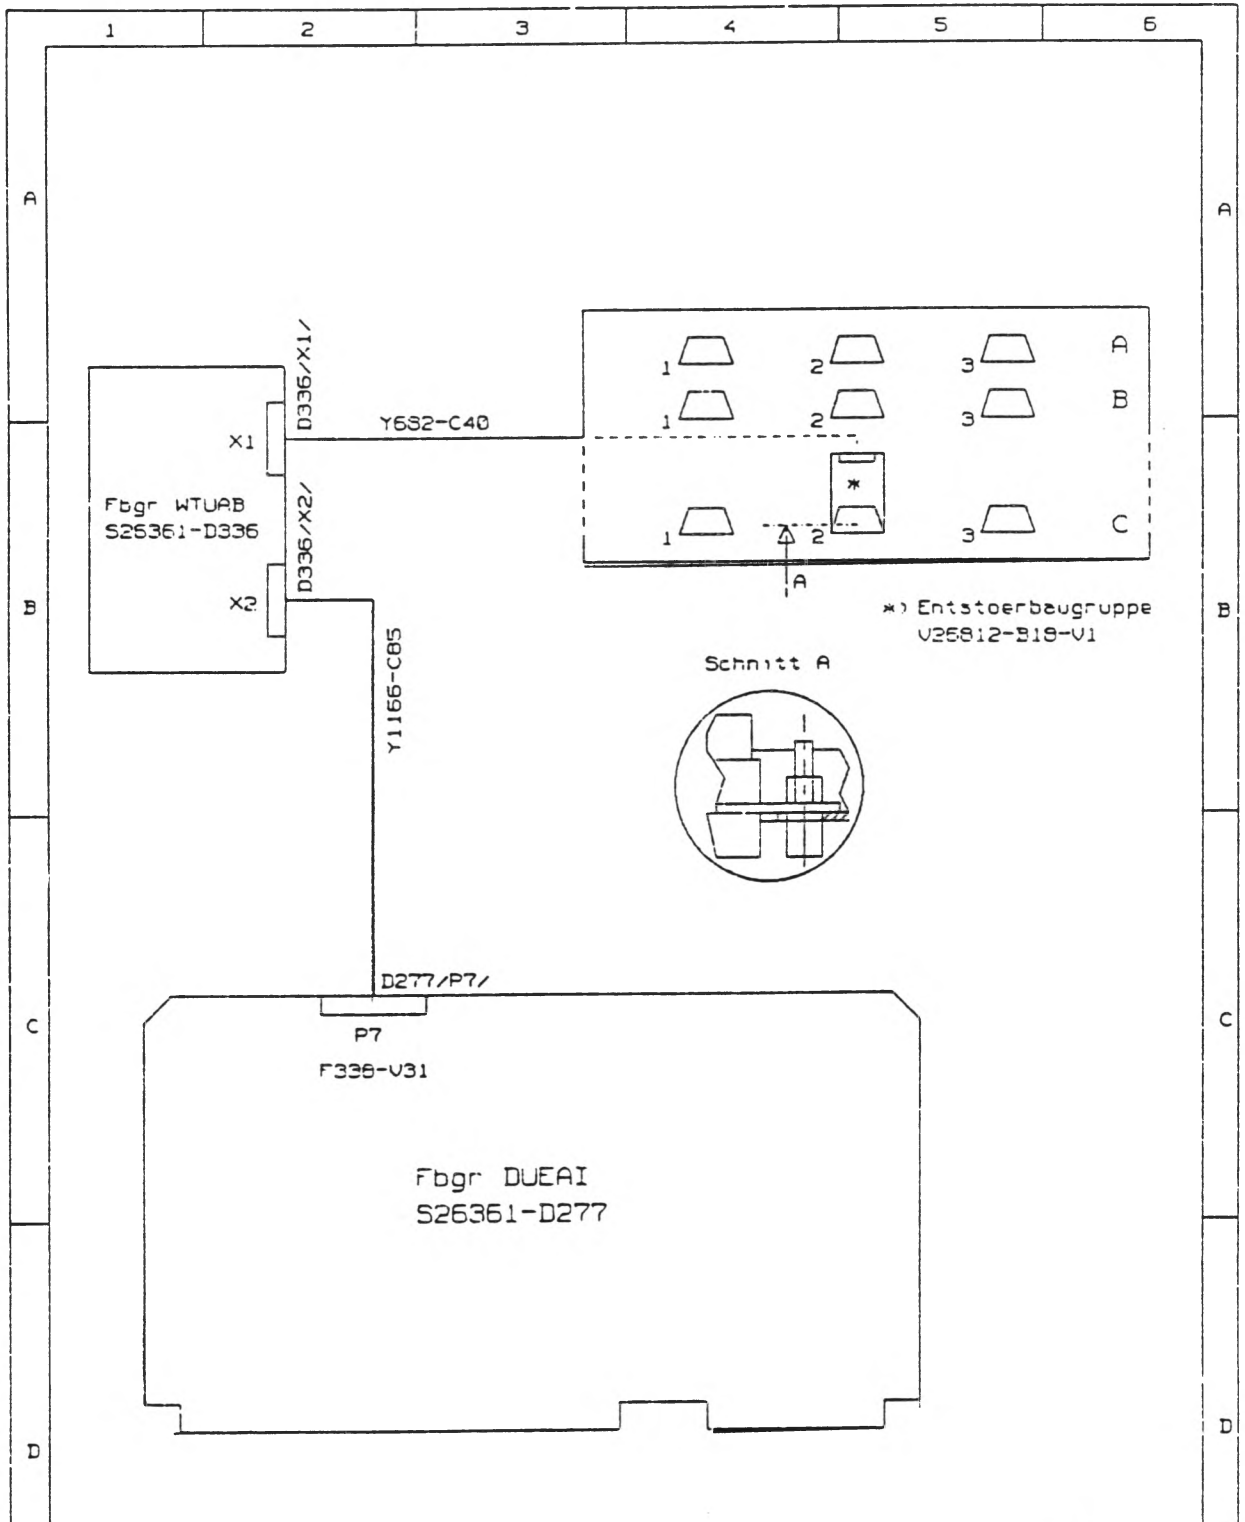 1 2 3 4 5 6
A A
D336/X1/
Y682-C40
X1
Fbgr WTUAB
S26361-D336
D336/X2/
X2
Y1166-C85
1 2 3 A
1 2 3 B
*
1 2 3 C
A
B B
*) Entstoerbaugruppe
V26812-B18-V1
Schnitt A
D277/P7/
P7
F338-V31
C C
Fbgr DUEAI
S26361-D277
D D